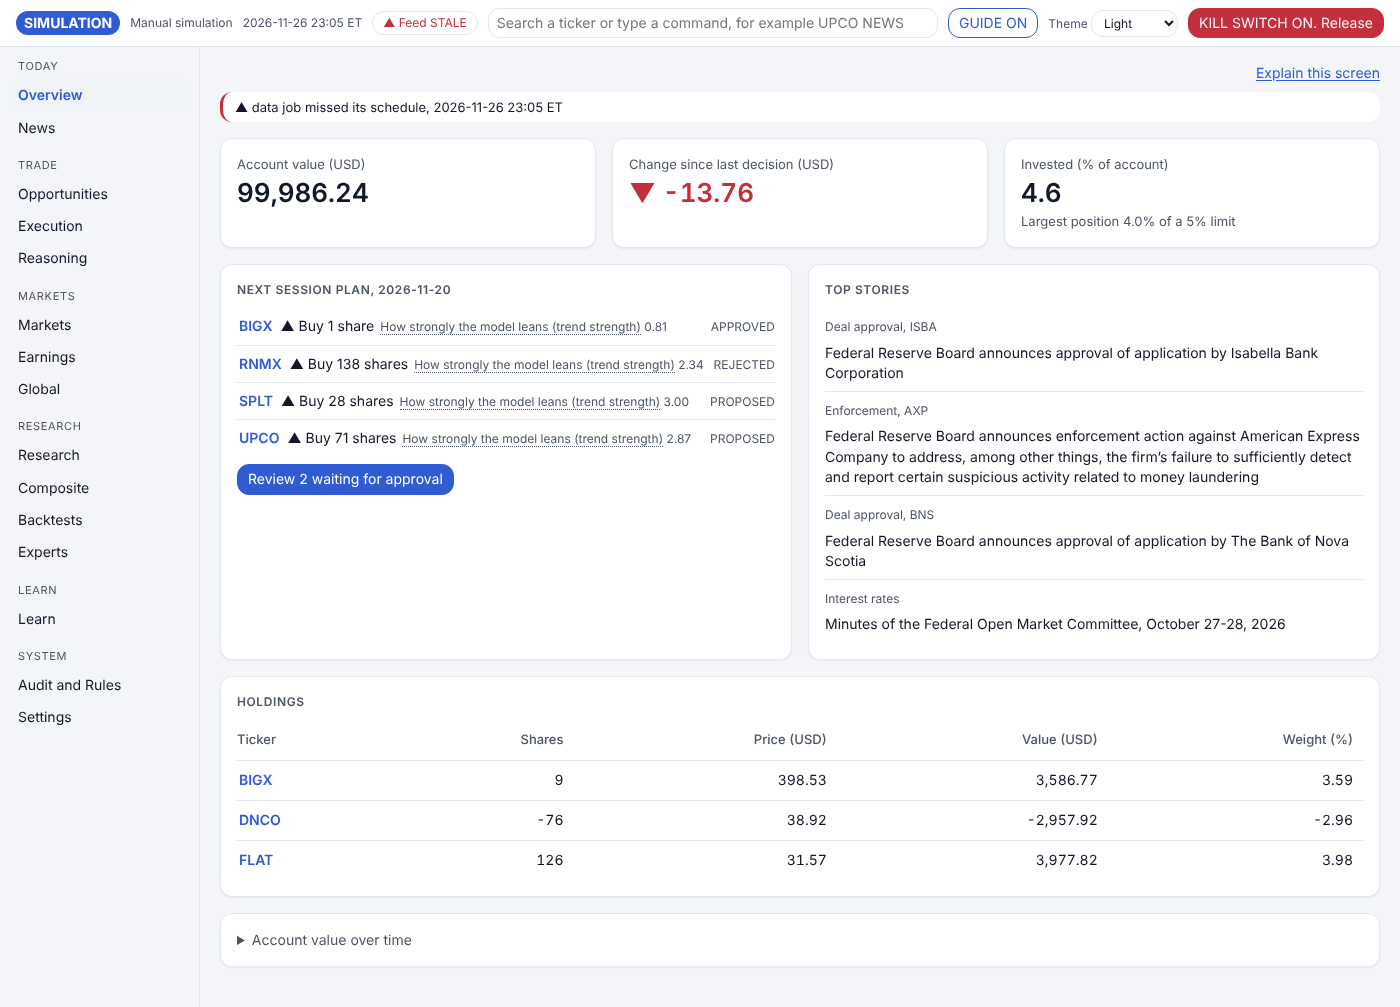 SIMULATION Manual simulation 2026-11-26 23:05 ET ▲ Feed STALE Search a ticker or type a command, for example UPCO NEWS GUIDE ON Theme Light KILL SWITCH ON. Release
TODAY
Overview
News
TRADE
Opportunities
Execution
Reasoning
MARKETS
Markets
Earnings
Global
RESEARCH
Research
Composite
Backtests
Experts
LEARN
Learn
SYSTEM
Audit and Rules
Settings
Explain this screen
▲ data job missed its schedule, 2026-11-26 23:05 ET
Account value (USD)
99,986.24
Change since last decision (USD)
▼ -13.76
Invested (% of account)
4.6
Largest position 4.0% of a 5% limit
NEXT SESSION PLAN, 2026-11-20
BIGX ▲ Buy 1 share How strongly the model leans (trend strength) 0.81 APPROVED
RNMX ▲ Buy 138 shares How strongly the model leans (trend strength) 2.34 REJECTED
SPLT ▲ Buy 28 shares How strongly the model leans (trend strength) 3.00 PROPOSED
UPCO ▲ Buy 71 shares How strongly the model leans (trend strength) 2.87 PROPOSED
Review 2 waiting for approval
TOP STORIES
Deal approval, ISBA
Federal Reserve Board announces approval of application by Isabella Bank
Corporation
Enforcement, AXP
Federal Reserve Board announces enforcement action against American Express
Company to address, among other things, the firm's failure to sufficiently detect
and report certain suspicious activity related to money laundering
Deal approval, BNS
Federal Reserve Board announces approval of application by The Bank of Nova
Scotia
Interest rates
Minutes of the Federal Open Market Committee, October 27-28, 2026
HOLDINGS
Ticker Shares Price (USD) Value (USD) Weight (%)
BIGX 9 398.53 3,586.77 3.59
DNCO -76 38.92 -2,957.92 -2.96
FLAT 126 31.57 3,977.82 3.98
▶ Account value over time